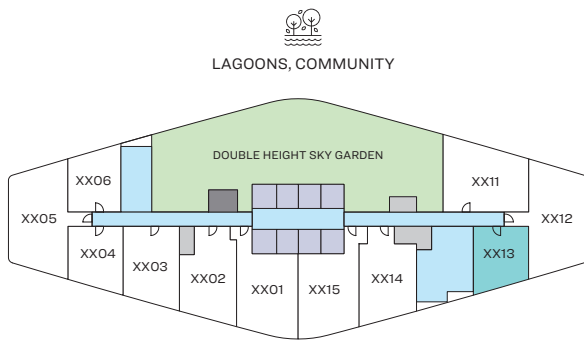 LAGOONS, COMMUNITY
DOUBLE HEIGHT SKY GARDEN
XX06
XX11
XX05
XX12
XX04
XX03
XX02
XX14
XX13
XX01
XX15